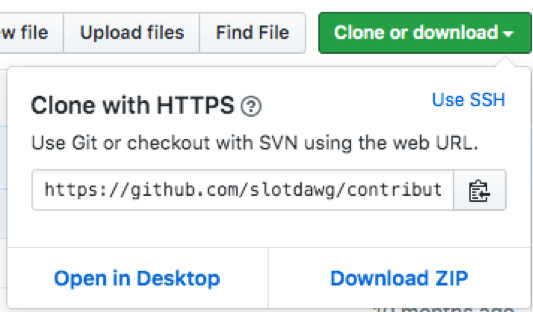 w file Upload files Find File Clone or download
Clone with HTTPS ?
Use SSH
Use Git or checkout with SVN using the web URL.
https://github.com/slotdawg/contribut
Open in Desktop Download ZIP
10 months ago